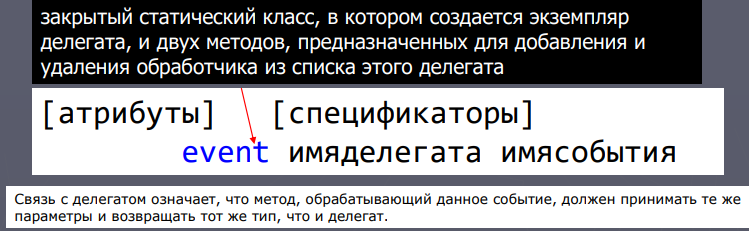 закрытый статический класс, в котором создается экземпляр
делегата, и двух методов, предназначенных для добавления и
удаления обработчика из списка этого делегата
[атрибуты] [спецификаторы]
event имяделегата имясобытия
Связь с делегатом означает, что метод, обрабатывающий данное событие, должен принимать те же
параметры и возвращать тот же тип, что и делегат.